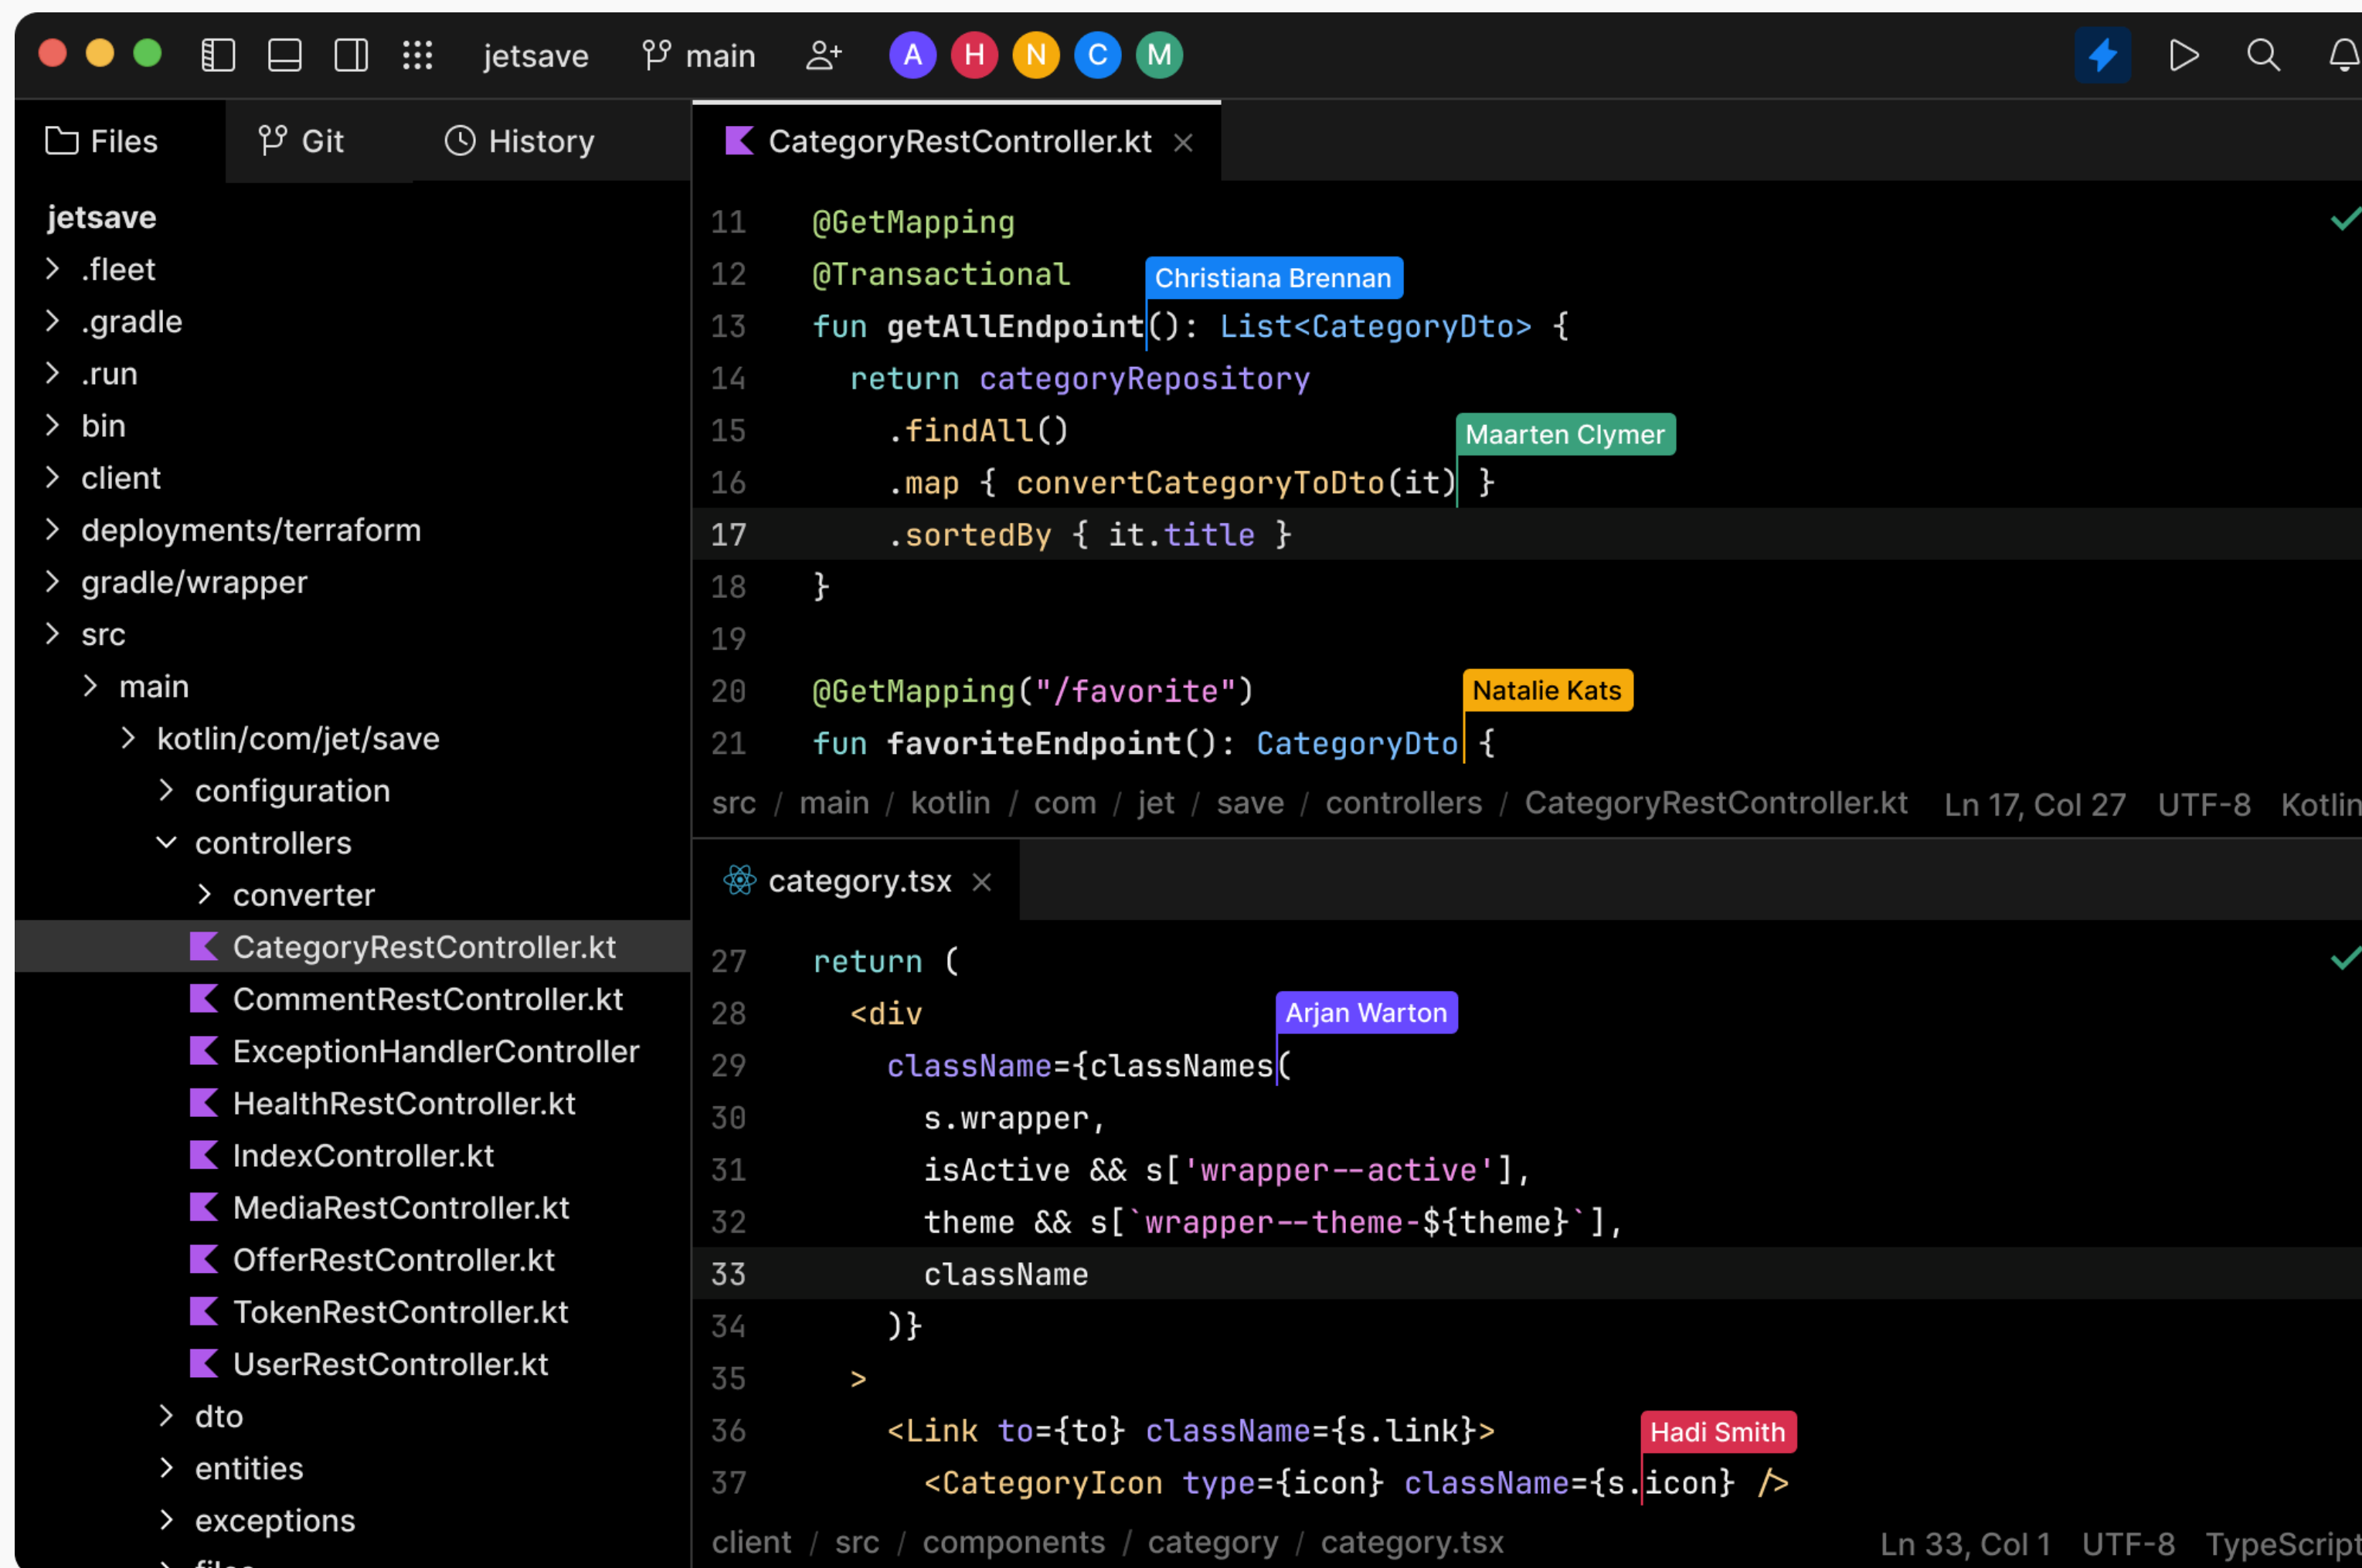 jetsave main A H N C M
Files Git History
jetsave
.fleet
.gradle
.run
bin
client
deployments/terraform
gradle/wrapper
src
main
kotlin/com/jet/save
configuration
controllers
converter
CategoryRestController.kt
CommentRestController.kt
ExceptionHandlerController
HealthRestController.kt
IndexController.kt
MediaRestController.kt
OfferRestController.kt
TokenRestController.kt
UserRestController.kt
dto
entities
exceptions
files
CategoryRestController.kt
11 @GetMapping
12 @Transactional
Christiana Brennan
13 fun getAllEndpoint(): List<CategoryDto> {
14 return categoryRepository
15 .findAll()
Maarten Clymer
16 .map { convertCategoryToDto(it) }
17 .sortedBy { it.title }
18 }
19
20 @GetMapping("/favorite")
Natalie Kats
21 fun favoriteEndpoint(): CategoryDto {
src / main / kotlin / com / jet / save / controllers / CategoryRestController.kt Ln 17, Col 27 UTF-8 Kotlin
category.tsx
27 return (
28 <div
Arjan Warton
29 className={classNames(
30 s.wrapper,
31 isActive && s['wrapper--active'],
32 theme && s[`wrapper--theme-${theme}`],
33 className
34 )}
35 >
36 <Link to={to} className={s.link}>
Hadi Smith
37 <CategoryIcon type={icon} className={s.icon} />
client / src / components / category / category.tsx Ln 33, Col 1 UTF-8 TypeScript